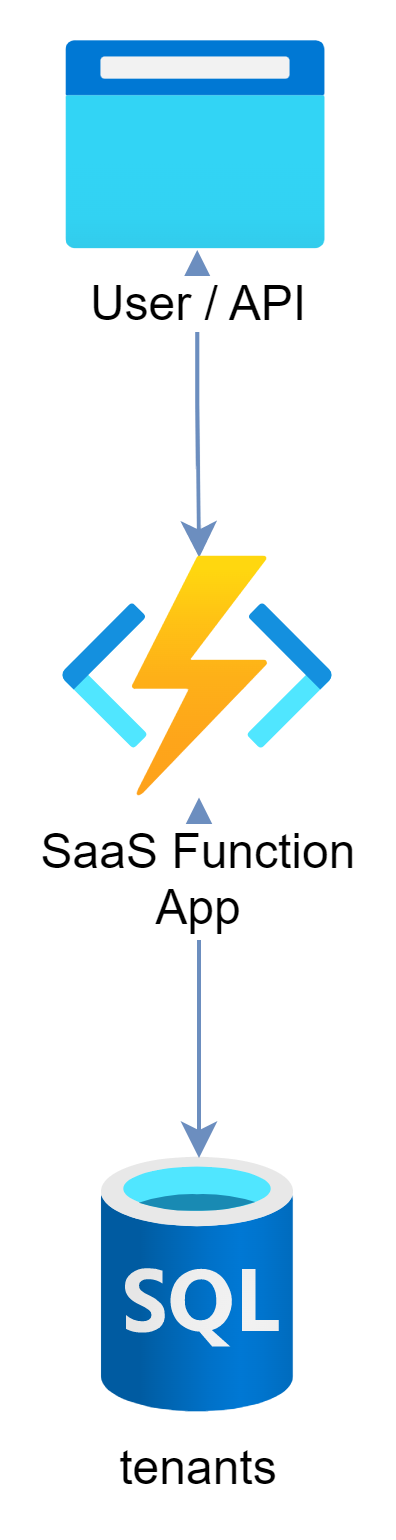 User / API
SaaS Function
App
SQL
tenants